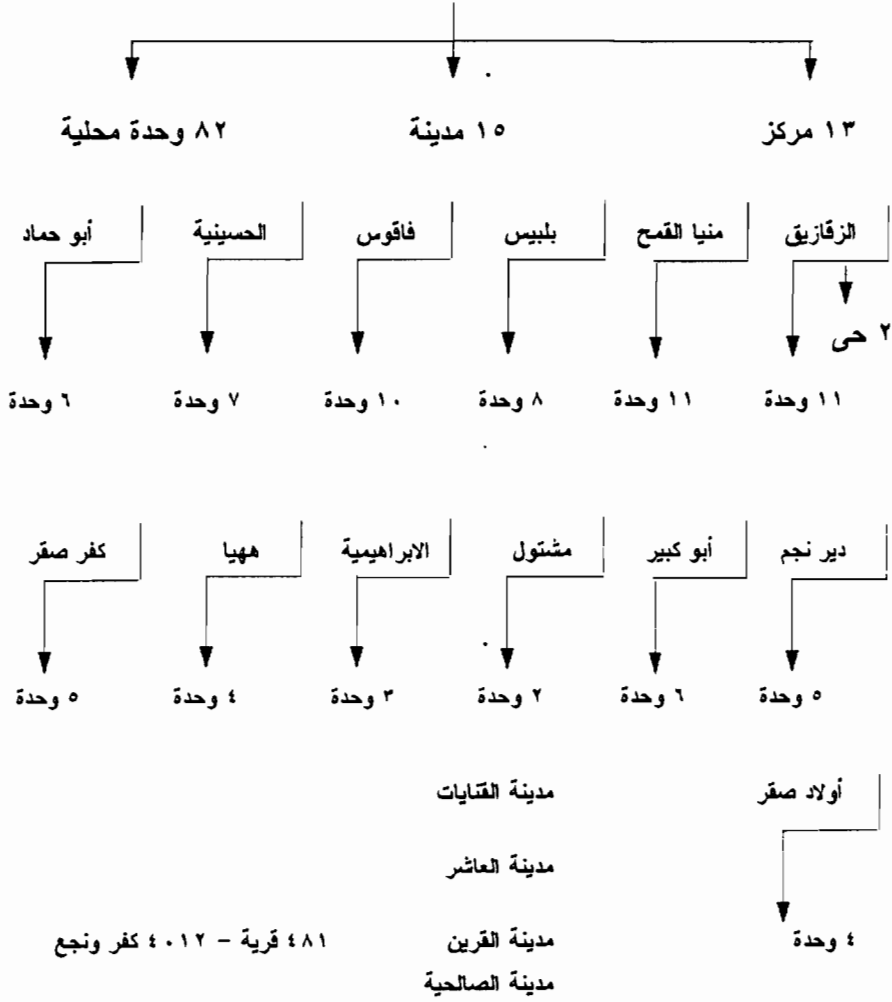 ١٣ مركز ١٥ مدينة ٨٢ وحدة محلية
الزقازيق منيا القمح بلبيس فاقوس الحسينية أبو حماد
٢ حى
١١ وحدة ١١ وحدة ٨ وحدة ١٠ وحدة ٧ وحدة ٦ وحدة
دير نجم أبو كبير مشتول الابراهيمية ههيا كفر صقر
٥ وحدة ٦ وحدة ٢ وحدة ٣ وحدة ٤ وحدة ٥ وحدة
أولاد صقر مدينة القنايات
مدينة العاشر
٤ وحدة مدينة القرين ٤٨١ قرية – ٤٠١٢ كفر ونجع
مدينة الصالحية